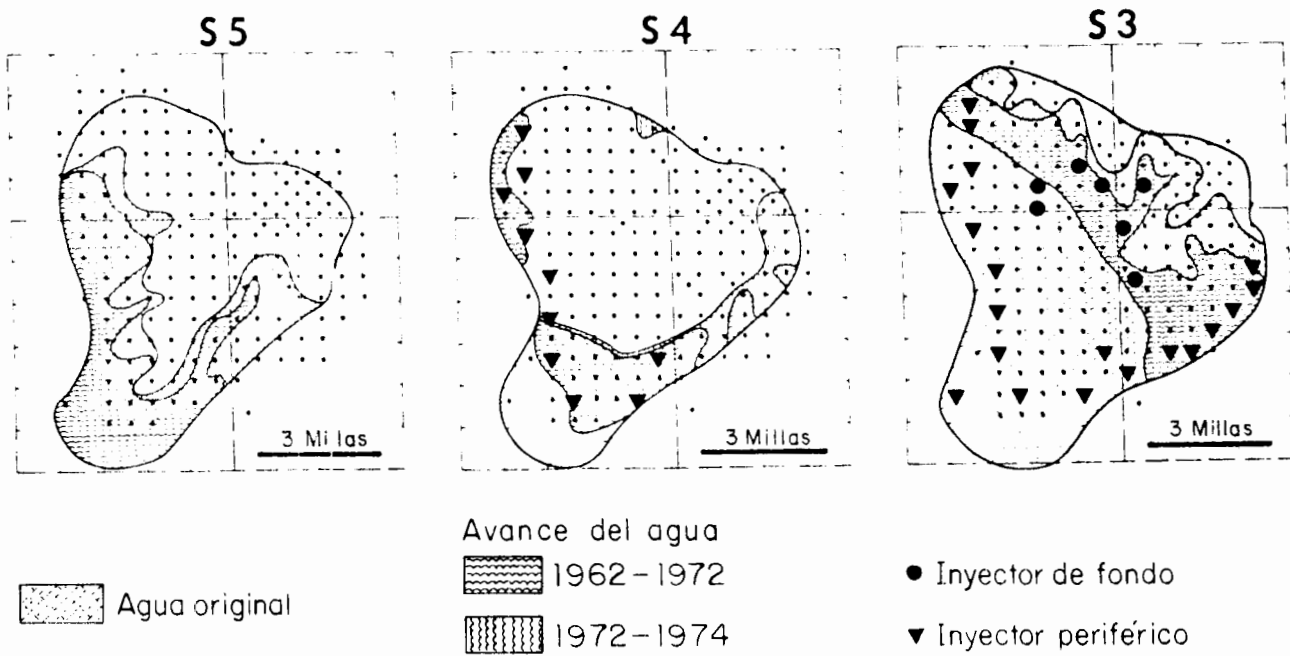 S 5
S 4
S 3
3 Millas
3 Millas
3 Millas
Agua original
Avance del agua
1962-1972
1972-1974
Inyector de fondo
Inyector periférico